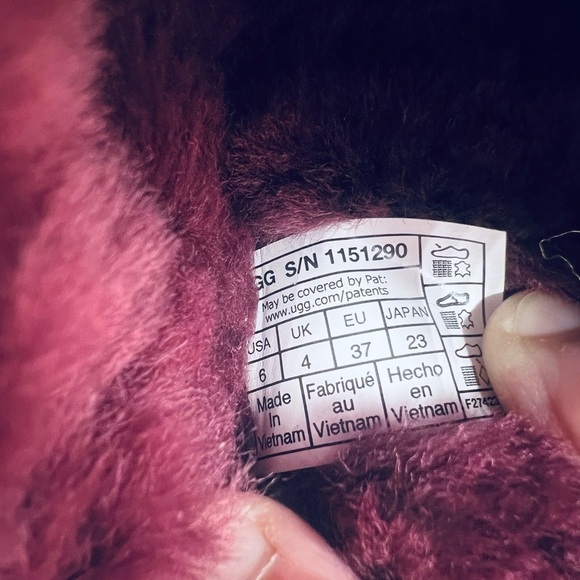 GG S/N 1151290
May be covered by Pat:
www.ugg.com/patents
USA UK EU JAPAN
6 4 37 23
Made In Vietnam
Fabriqué au Vietnam
Hecho en Vietnam